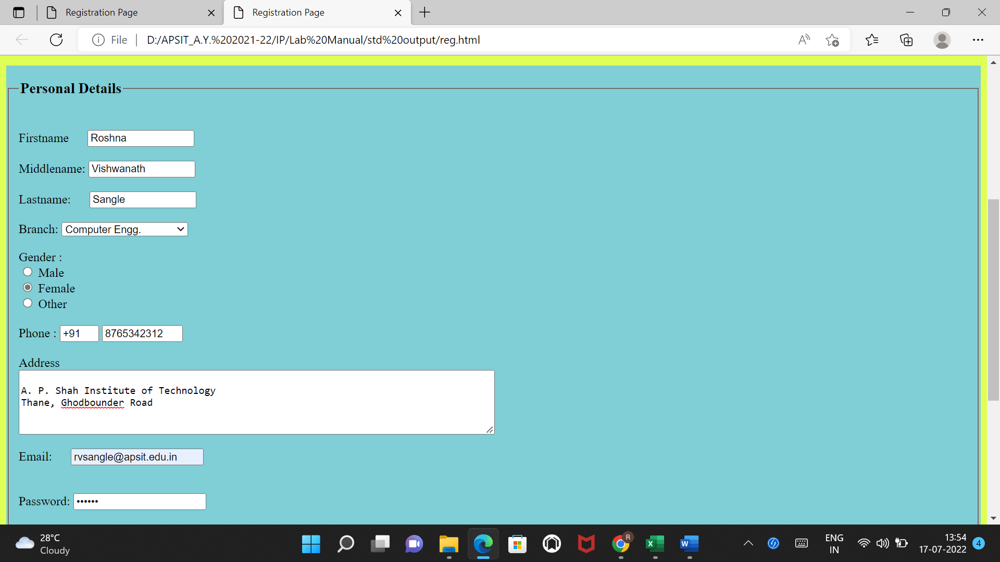 Registration Page
Registration Page
File
D:/APSIT_A.Y.%202021-22/IP/Lab%20Manual/std%20output/reg.html
Personal Details
Firstname Roshna
Middlename: Vishwanath
Lastname: Sangle
Branch: Computer Engg.
Gender :
Male
Female
Other
Phone : +91 8765342312
Address
A. P. Shah Institute of Technology
Thane, Ghodbounder Road
Email: rvsangle@apsit.edu.in
Password: ••••••
28°C
Cloudy
R
X
W
ENG
IN
13:54
17-07-2022
4